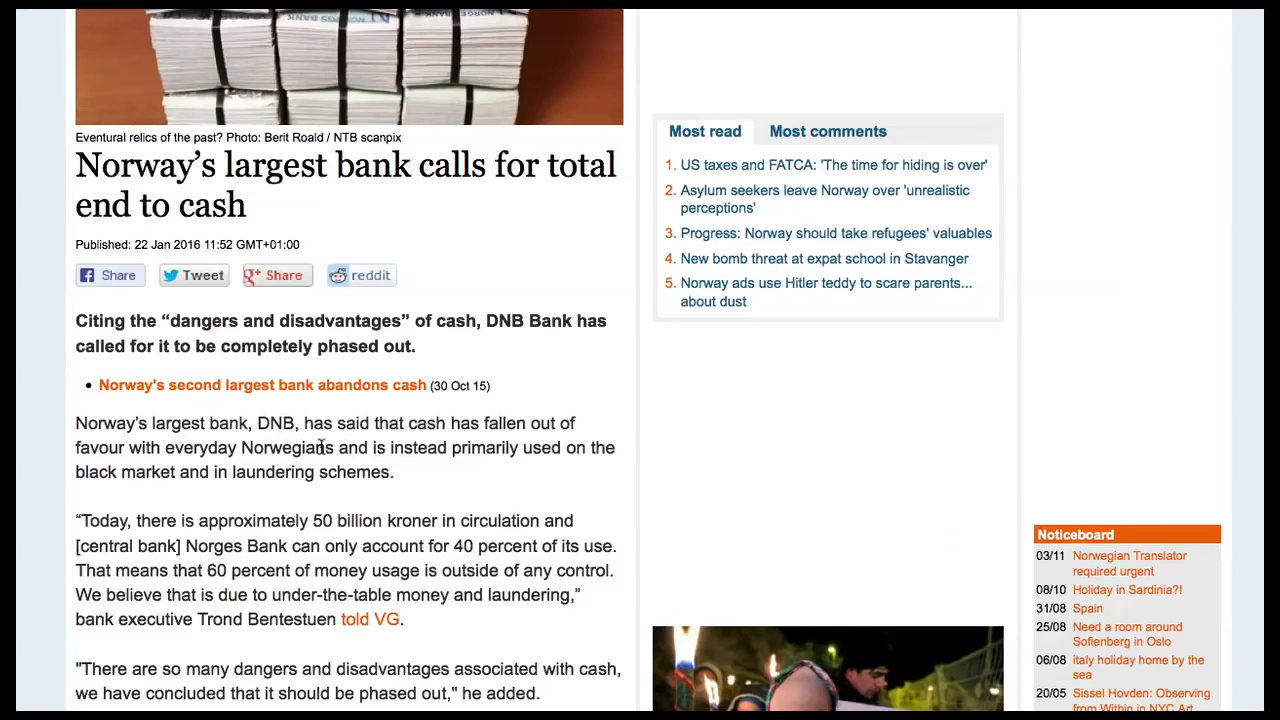 NORGES BANK
Eventural relics of the past? Photo: Berit Roald / NTB scanpix
Norway’s largest bank calls for total
end to cash
Published: 22 Jan 2016 11:52 GMT+01:00
Share
Tweet
Share
reddit
Citing the “dangers and disadvantages” of cash, DNB Bank has
called for it to be completely phased out.
• Norway's second largest bank abandons cash (30 Oct 15)
Norway’s largest bank, DNB, has said that cash has fallen out of
favour with everyday Norwegians and is instead primarily used on the
black market and in laundering schemes.
“Today, there is approximately 50 billion kroner in circulation and
[central bank] Norges Bank can only account for 40 percent of its use.
That means that 60 percent of money usage is outside of any control.
We believe that is due to under-the-table money and laundering,”
bank executive Trond Bentestuen told VG.
"There are so many dangers and disadvantages associated with cash,
we have concluded that it should be phased out," he added.
Most read
Most comments
1. US taxes and FATCA: 'The time for hiding is over'
2. Asylum seekers leave Norway over 'unrealistic
perceptions'
3. Progress: Norway should take refugees' valuables
4. New bomb threat at expat school in Stavanger
5. Norway ads use Hitler teddy to scare parents...
about dust
Noticeboard
03/11 Norwegian Translator
required urgent
08/10 Holiday in Sardinia?!
31/08 Spain
25/08 Need a room around
Sofienberg in Oslo
06/08 italy holiday home by the
sea
20/05 Sissel Hovden: Observing
from Within in NYC Art